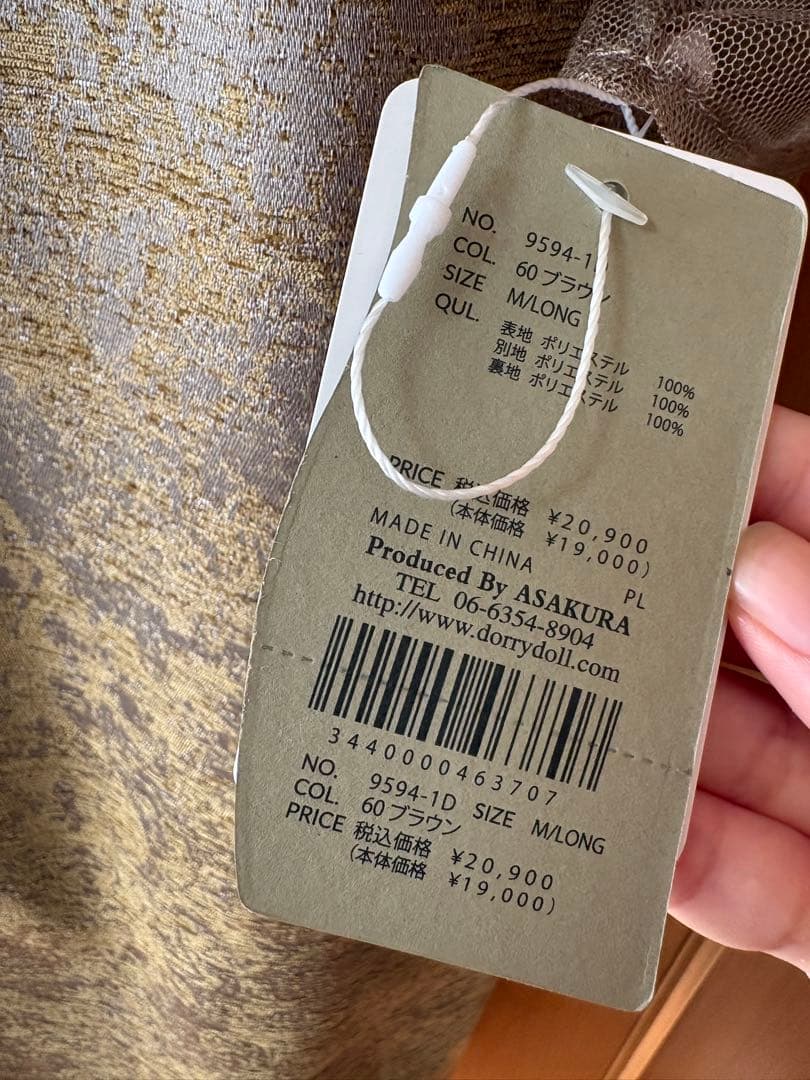 NO. 9594-1D
COL. 60 ブラウン
SIZE M/LONG
QUL. 表地 ポリエステル 100%
別地 ポリエステル 100%
裏地 ポリエステル 100%
PRICE 税込価格 ¥20,900
(本体価格 ¥19,000)
MADE IN CHINA PL
Produced By ASAKURA
TEL 06-6354-8904
http://www.dorrydoll.com
3440000463707
NO. 9594-1D SIZE M/LONG
COL. 60 ブラウン
PRICE 税込価格 ¥20,900
(本体価格 ¥19,000)